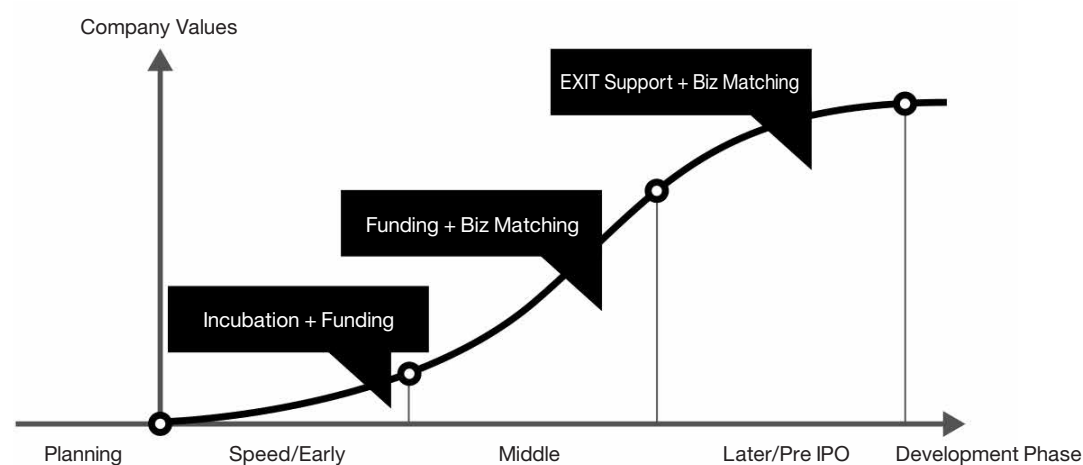 Company Values
EXIT Support + Biz Matching
Funding + Biz Matching
Incubation + Funding
Planning
Speed/Early
Middle
Later/Pre IPO
Development Phase